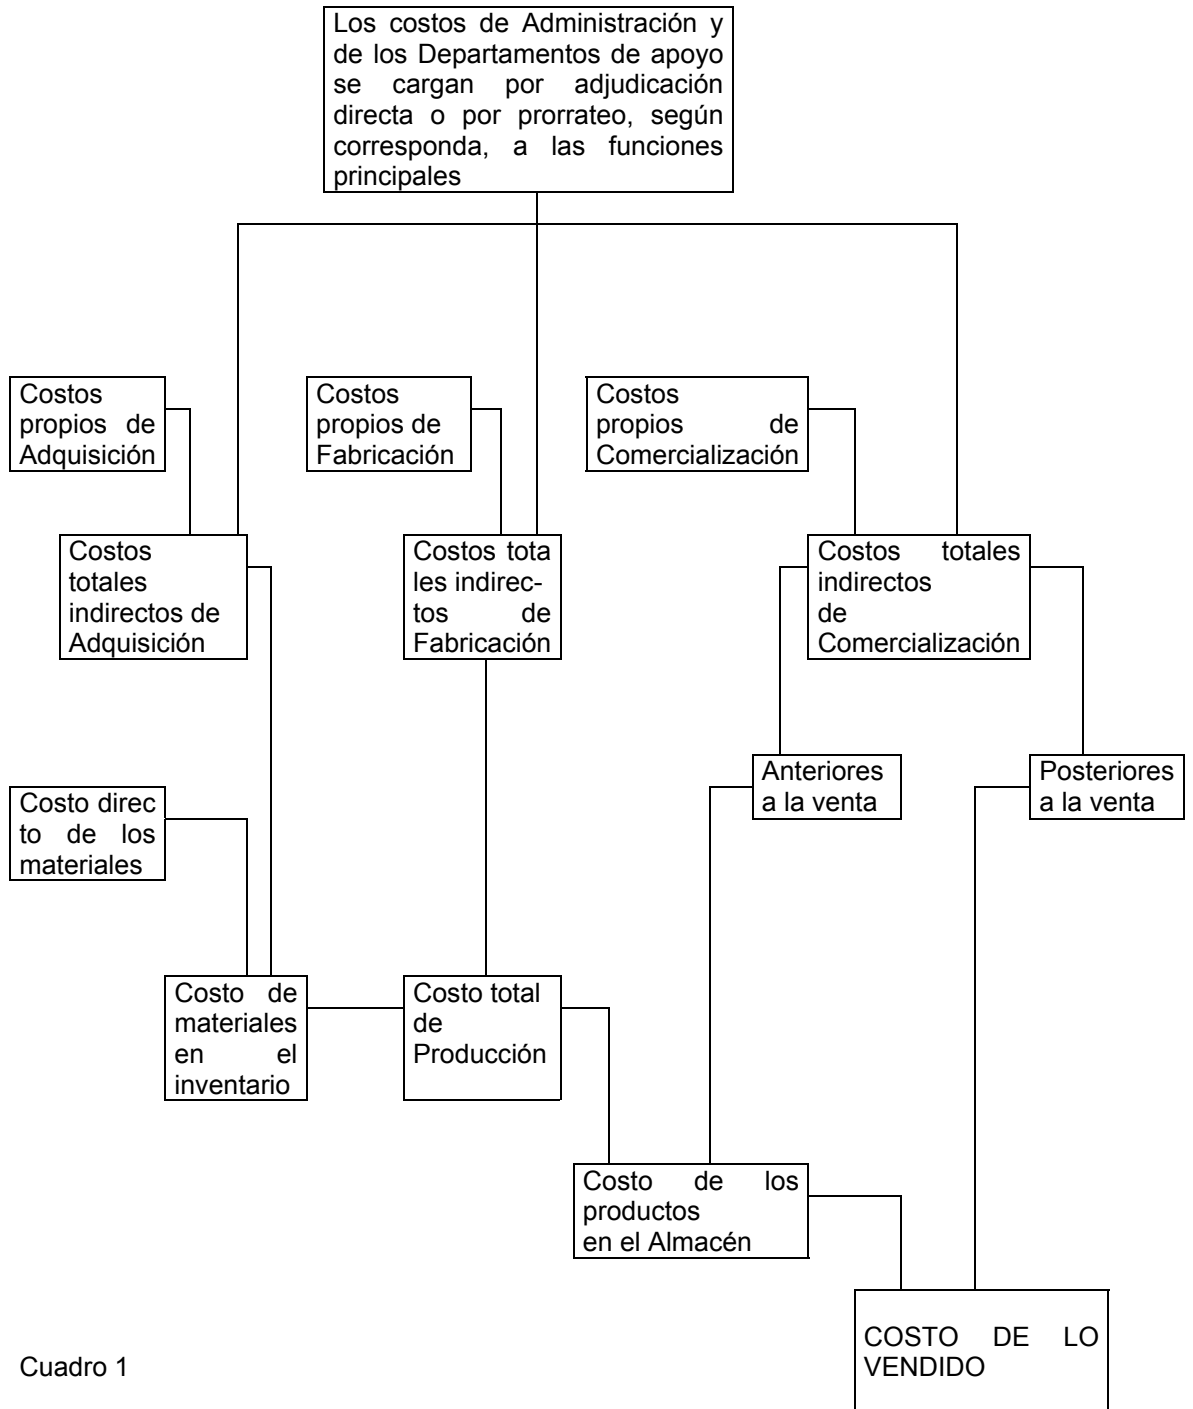 Los costos de Administración y
de los Departamentos de apoyo
se cargan por adjudicación
directa o por prorrateo, según
corresponda, a las funciones
principales
Costos
propios de
Adquisición
Costos
propios de
Fabricación
Costos
propios de
Comercialización
Costos
totales
indirectos de
Adquisición
Costos tota
les indirec-
tos de
Fabricación
Costos totales
indirectos
de
Comercialización
Anteriores
a la venta
Posteriores
a la venta
Costo direc
to de los
materiales
Costo de
materiales
en el
inventario
Costo total
de
Producción
Costo de los
productos
en el Almacén
COSTO DE LO
VENDIDO
Cuadro 1